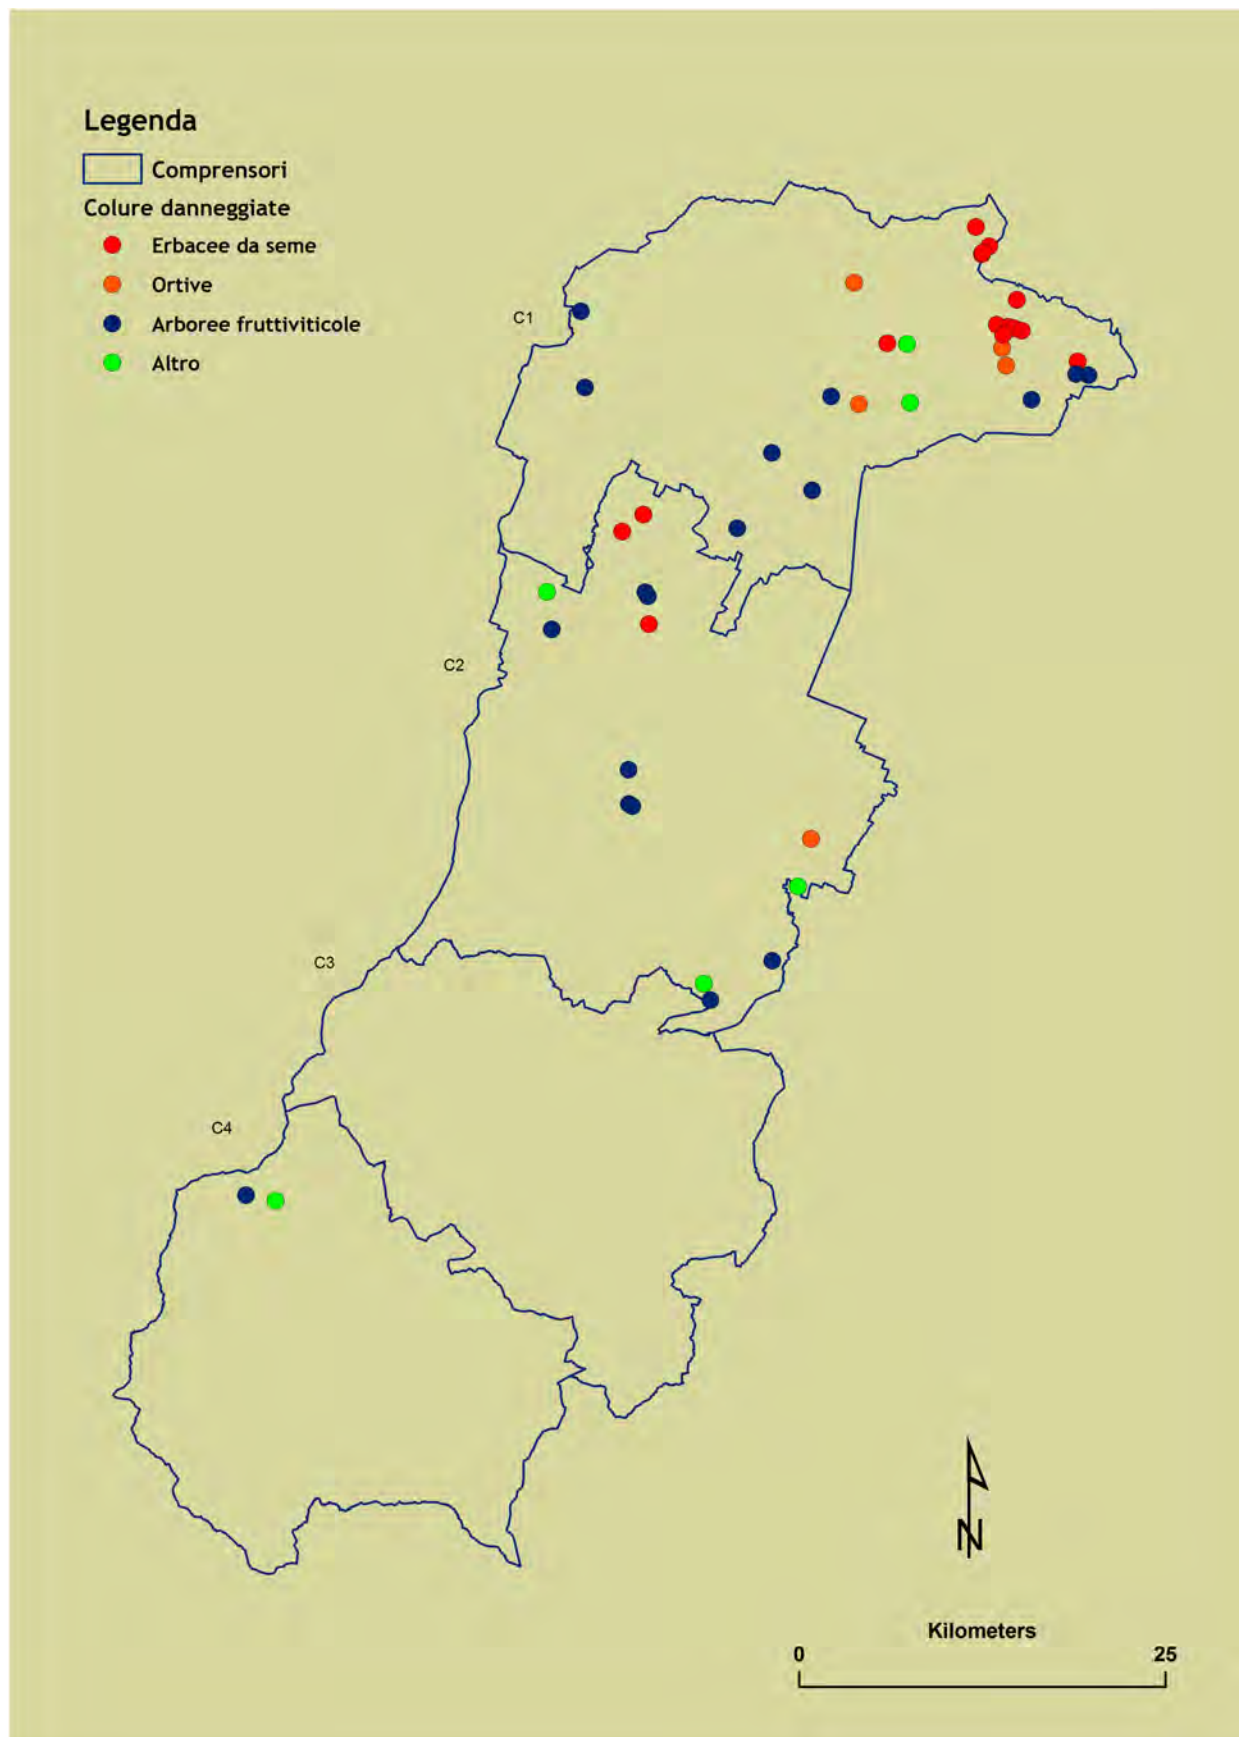 Legenda
Comprensori
Colure danneggiate
Erbacee da seme
Ortive
Arboree fruttiviticole
Altro
C1
C2
C3
C4
N
Kilometers
0 25